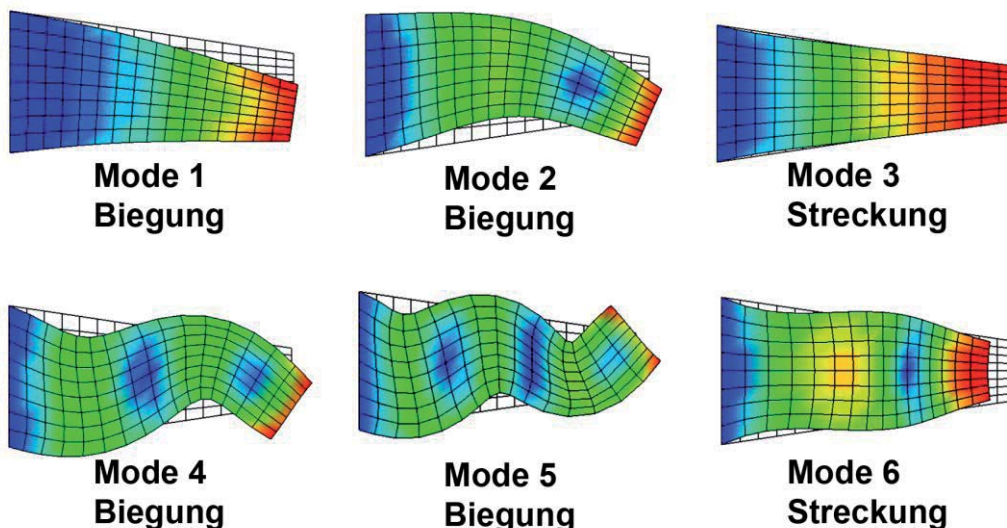 Mode 1
Biegung
Mode 2
Biegung
Mode 3
Streckung
Mode 4
Biegung
Mode 5
Biegung
Mode 6
Streckung